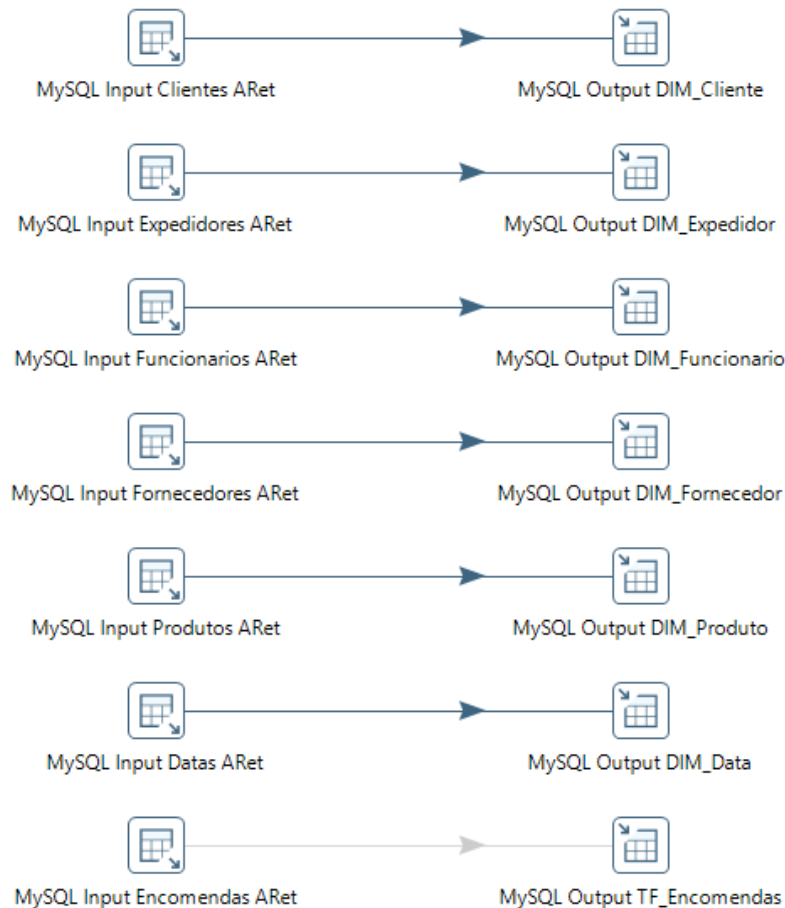 MySQL Input Clientes ARet
MySQL Output DIM_Cliente
MySQL Input Expedidores ARet
MySQL Output DIM_Expedidor
MySQL Input Funcionarios ARet
MySQL Output DIM_Funcionario
MySQL Input Fornecedores ARet
MySQL Output DIM_Fornecedor
MySQL Input Produtos ARet
MySQL Output DIM_Produto
MySQL Input Datas ARet
MySQL Output DIM_Data
MySQL Input Encomendas ARet
MySQL Output TF_Encomendas